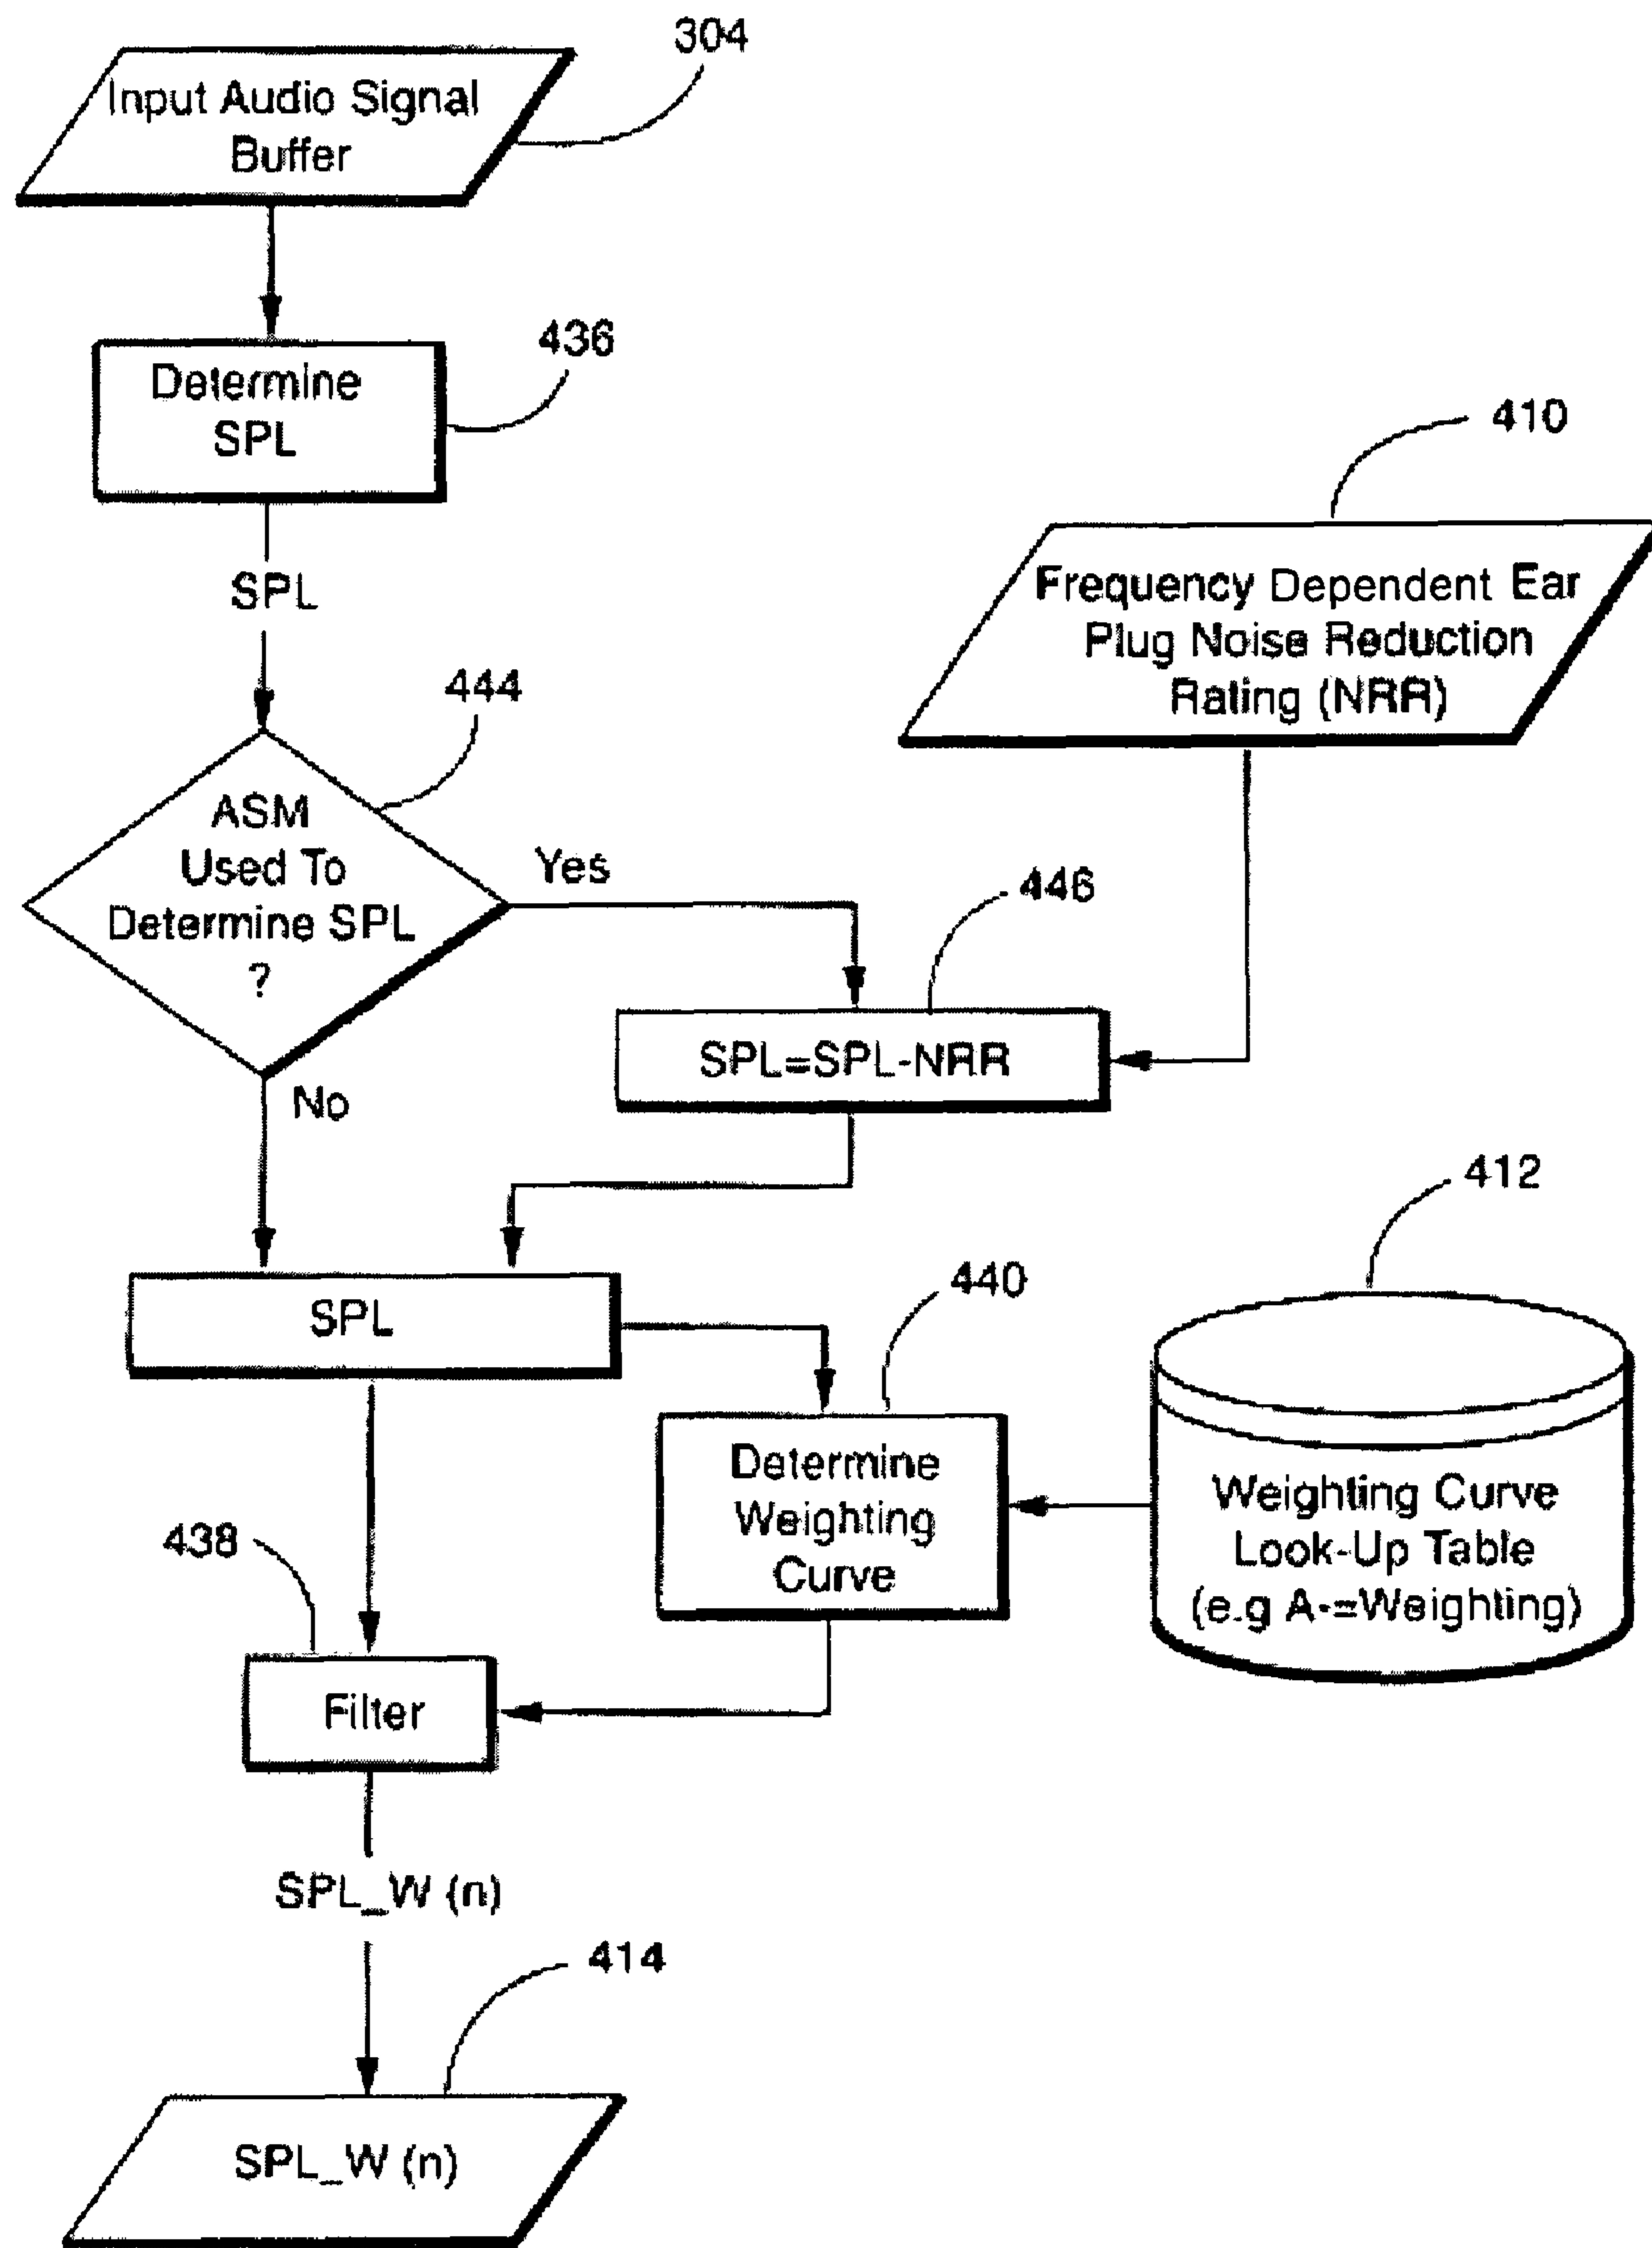 304
Input Audio Signal
Buffer
436
Determine
SPL
SPL
410
Frequency Dependent Ear
Plug Noise Reduction
Rating (NRR)
444
ASM
Used To
Determine SPL
?
Yes
No
446
SPL=SPL-NRR
SPL
412
Weighting Curve
Look-Up Table
(e.g A-=Weighting)
440
Determine
Weighting
Curve
438
Filter
SPL_W (n)
414
SPL_W (n)